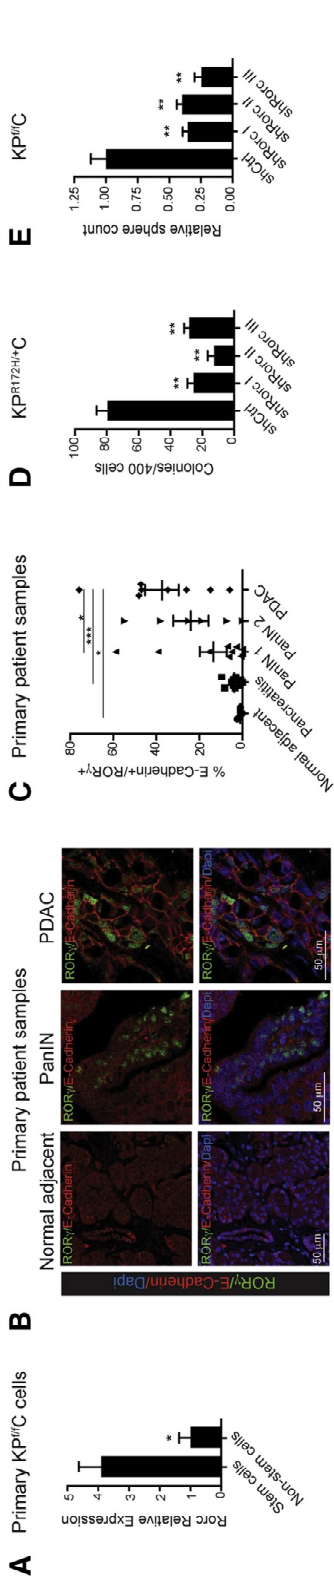 A
Primary KPf/fC cells
Rorc Relative Expression
5
4
3
2
1
0
*
Stem cells
Non-stem cells
B
Primary patient samples
Normal adjacent
PanIN
PDAC
RORγ/E-Cadherin/Dapi
RORγ/E-Cadherin
RORγ/E-Cadherin
RORγ/E-Cadherin
RORγ/E-Cadherin/Dapi
50 µm
RORγ/E-Cadherin/Dapi
50 µm
RORγ/E-Cadherin/Dapi
50 µm
C
Primary patient samples
% E-Cadherin+/RORγ+
80
60
40
20
0
*
***
*
Normal adjacent
Pancreatitis
PanIN 1
PanIN 2
PDAC
D
KPR172H/+C
Colonies/400 cells
100
80
60
40
20
0
**
**
**
shCtrl
shRorc I
shRorc II
shRorc III
E
KPf/fC
Relative sphere count
1.25
1.00
0.75
0.50
0.25
0.00
**
**
**
shCtrl
shRorc I
shRorc II
shRorc III